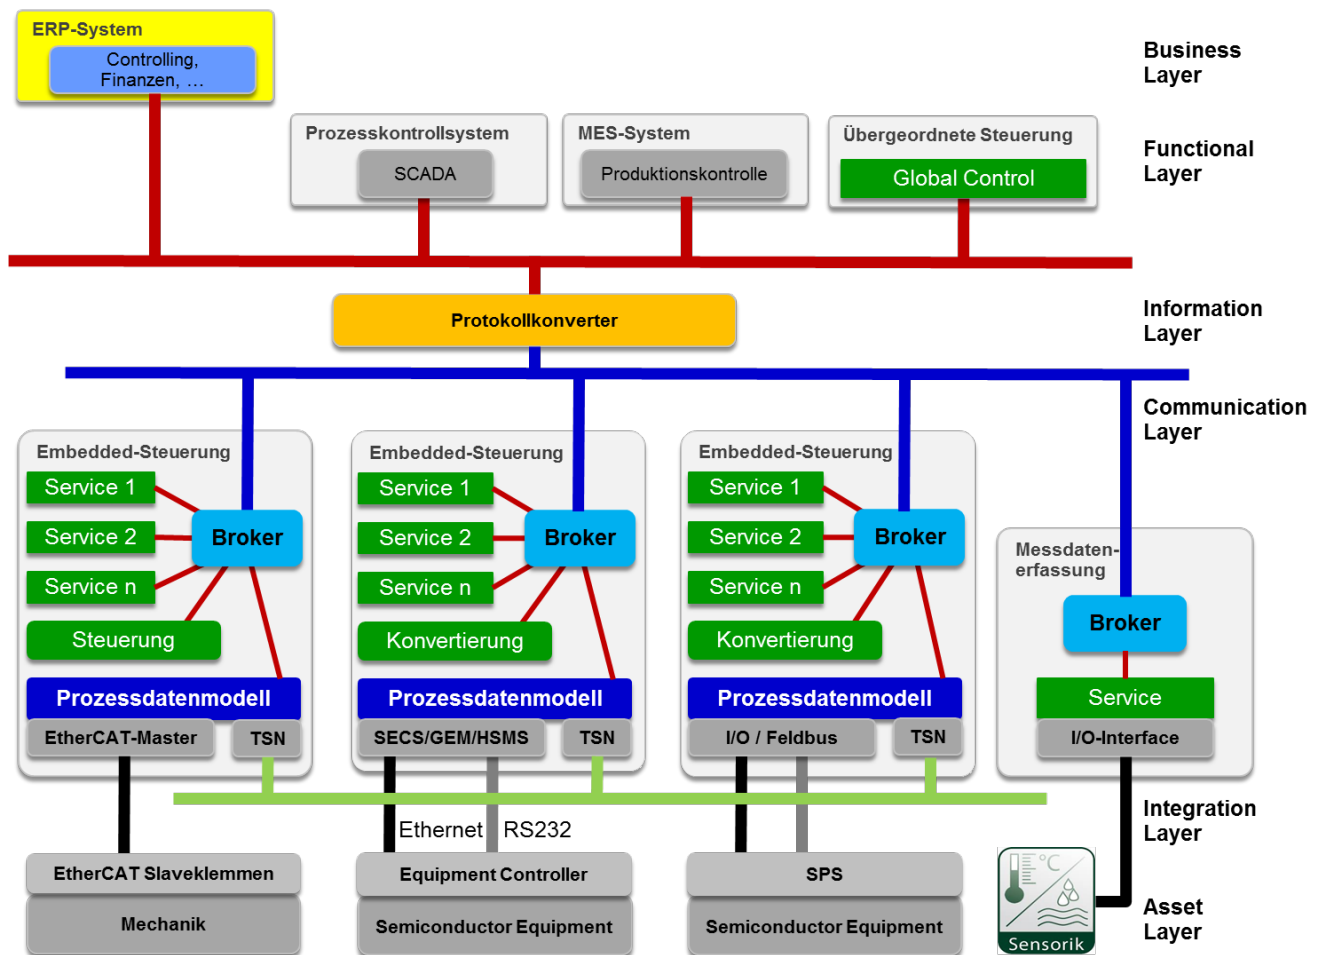 ERP-System
Controlling,
Finanzen, ...
Business
Layer
Prozesskontrollsystem
SCADA
MES-System
Produktionskontrolle
Übergeordnete Steuerung
Global Control
Functional
Layer
Protokollkonverter
Information
Layer
Communication
Layer
Embedded-Steuerung
Service 1
Service 2
Service n
Broker
Steuerung
Prozessdatenmodell
EtherCAT-Master
TSN
Embedded-Steuerung
Service 1
Service 2
Service n
Broker
Konvertierung
Prozessdatenmodell
SECS/GEM/HSMS
TSN
Embedded-Steuerung
Service 1
Service 2
Service n
Broker
Konvertierung
Prozessdatenmodell
I/O / Feldbus
TSN
Messdaten-
erfassung
Broker
Service
I/O-Interface
Ethernet
RS232
Integration
Layer
EtherCAT Slaveklemmen
Mechanik
Equipment Controller
Semiconductor Equipment
SPS
Semiconductor Equipment
°C
Sensorik
Asset
Layer